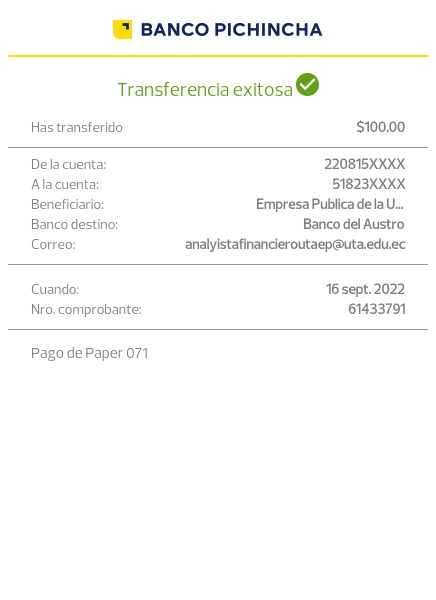 BANCO PICHINCHA
Transferencia exitosa
Has transferido $100.00
De la cuenta: 220815XXXX
A la cuenta: 51823XXXX
Beneficiario: Empresa Publica de la U...
Banco destino: Banco del Austro
Correo: analyistafinancieroutaep@uta.edu.ec
Cuando: 16 sept. 2022
Nro. comprobante: 61433791
Pago de Paper 071